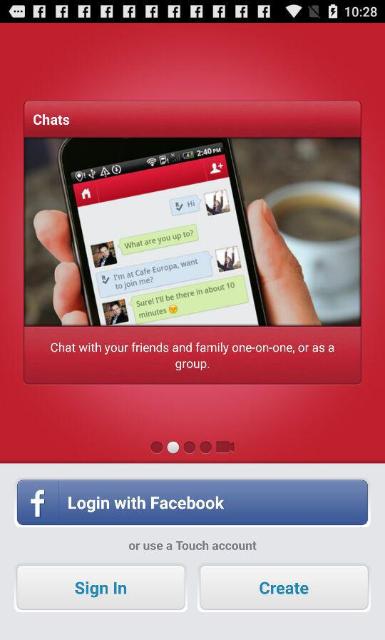 10:28
Chats
2:40 PM
Hi
What are you up to?
I'm at Cafe Europa, want
to join me?
Sure! I'll be there in about 10
minutes
Chat with your friends and family one-on-one, or as a
group.
f Login with Facebook
or use a Touch account
Sign In
Create